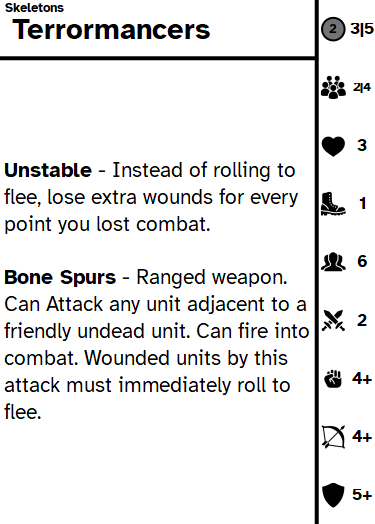 Skeletons
Terrormancers
Unstable - Instead of rolling to
flee, lose extra wounds for every
point you lost combat.
Bone Spurs - Ranged weapon.
Can Attack any unit adjacent to a
friendly undead unit. Can fire into
combat. Wounded units by this
attack must immediately roll to
flee.
2 3|5
2|4
3
1
6
2
4+
4+
5+